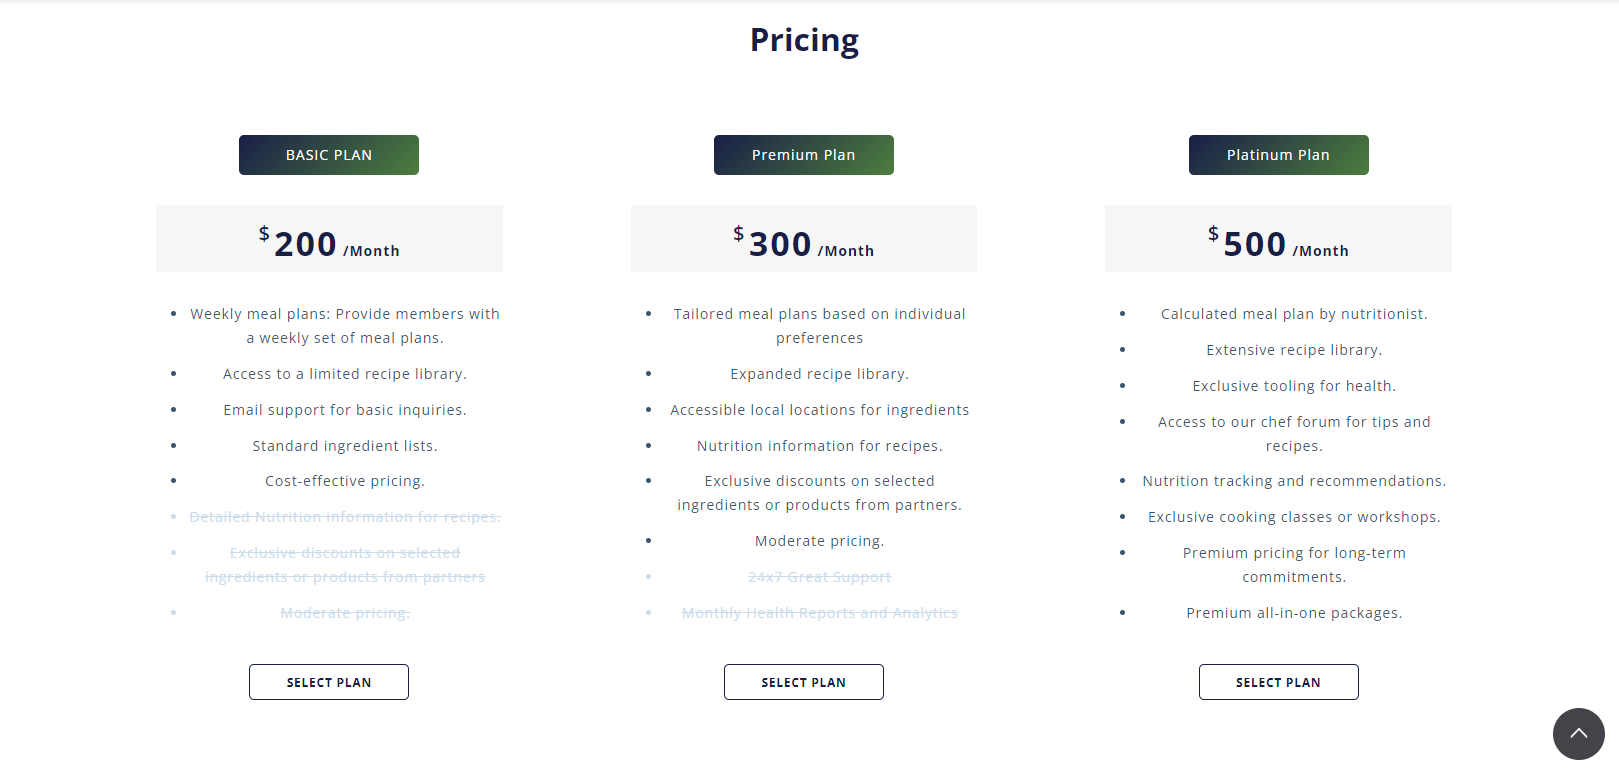 Pricing
BASIC PLAN
$200 /Month
Weekly meal plans: Provide members with
a weekly set of meal plans.
Access to a limited recipe library.
Email support for basic inquiries.
Standard ingredient lists.
Cost-effective pricing.
Detailed Nutrition information for recipes.
Exclusive discounts on selected
ingredients or products from partners
Moderate pricing.
SELECT PLAN
Premium Plan
$300 /Month
Tailored meal plans based on individual
preferences
Expanded recipe library.
Accessible local locations for ingredients
Nutrition information for recipes.
Exclusive discounts on selected
ingredients or products from partners.
Moderate pricing.
24x7 Great Support
Monthly Health Reports and Analytics
SELECT PLAN
Platinum Plan
$500 /Month
Calculated meal plan by nutritionist.
Extensive recipe library.
Exclusive tooling for health.
Access to our chef forum for tips and
recipes.
Nutrition tracking and recommendations.
Exclusive cooking classes or workshops.
Premium pricing for long-term
commitments.
Premium all-in-one packages.
SELECT PLAN